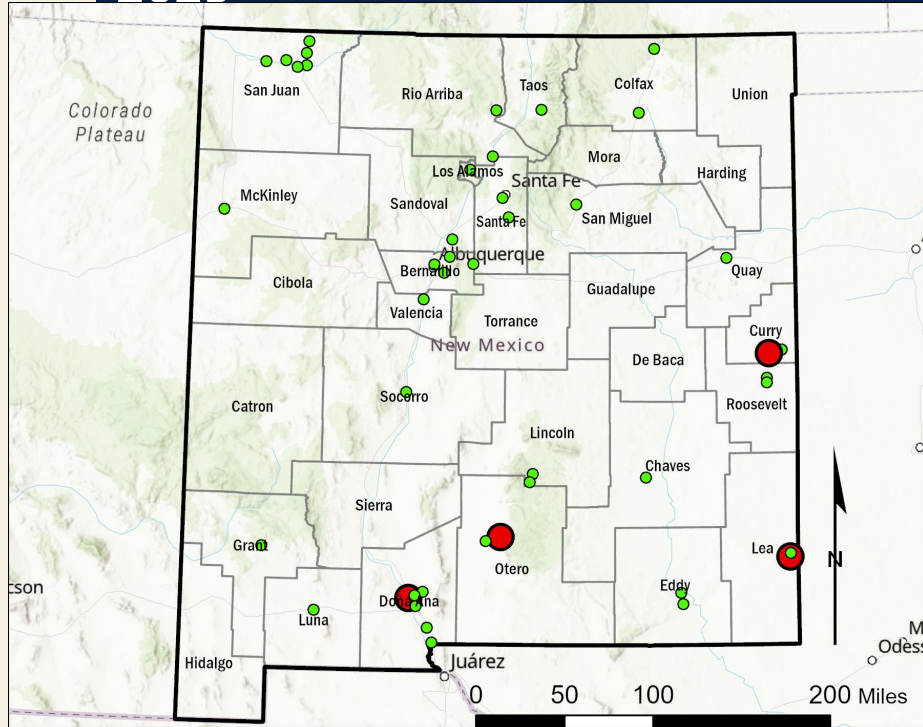 San Juan
Rio Arriba
Taos
Colfax
Union
Colorado
Plateau
Mora
Harding
Los Alamos
Santa Fe
McKinley
Sandoval
Santa Fe
San Miguel
Albuquerque
Bernalillo
Quay
Cibola
Guadalupe
Valencia
Torrance
Curry
New Mexico
De Baca
Socorro
Roosevelt
Catron
Lincoln
Chaves
Sierra
Grant
Lea
N
Otero
cson
Eddy
Dona Ana
Luna
M
Odess
Hidalgo
Juárez
0 50 100 200 Miles